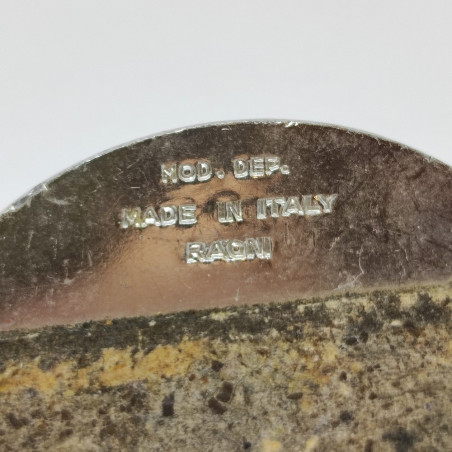 MOD. DEP.
MADE IN ITALY
RAGNI